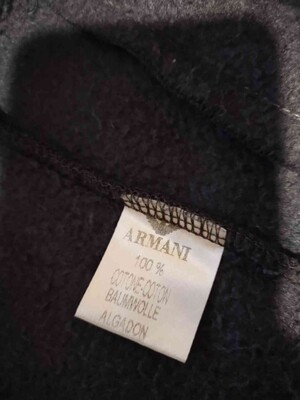 ARMANI
100 %
COTONE-COTON
BAUMWOLLE
ALGADON